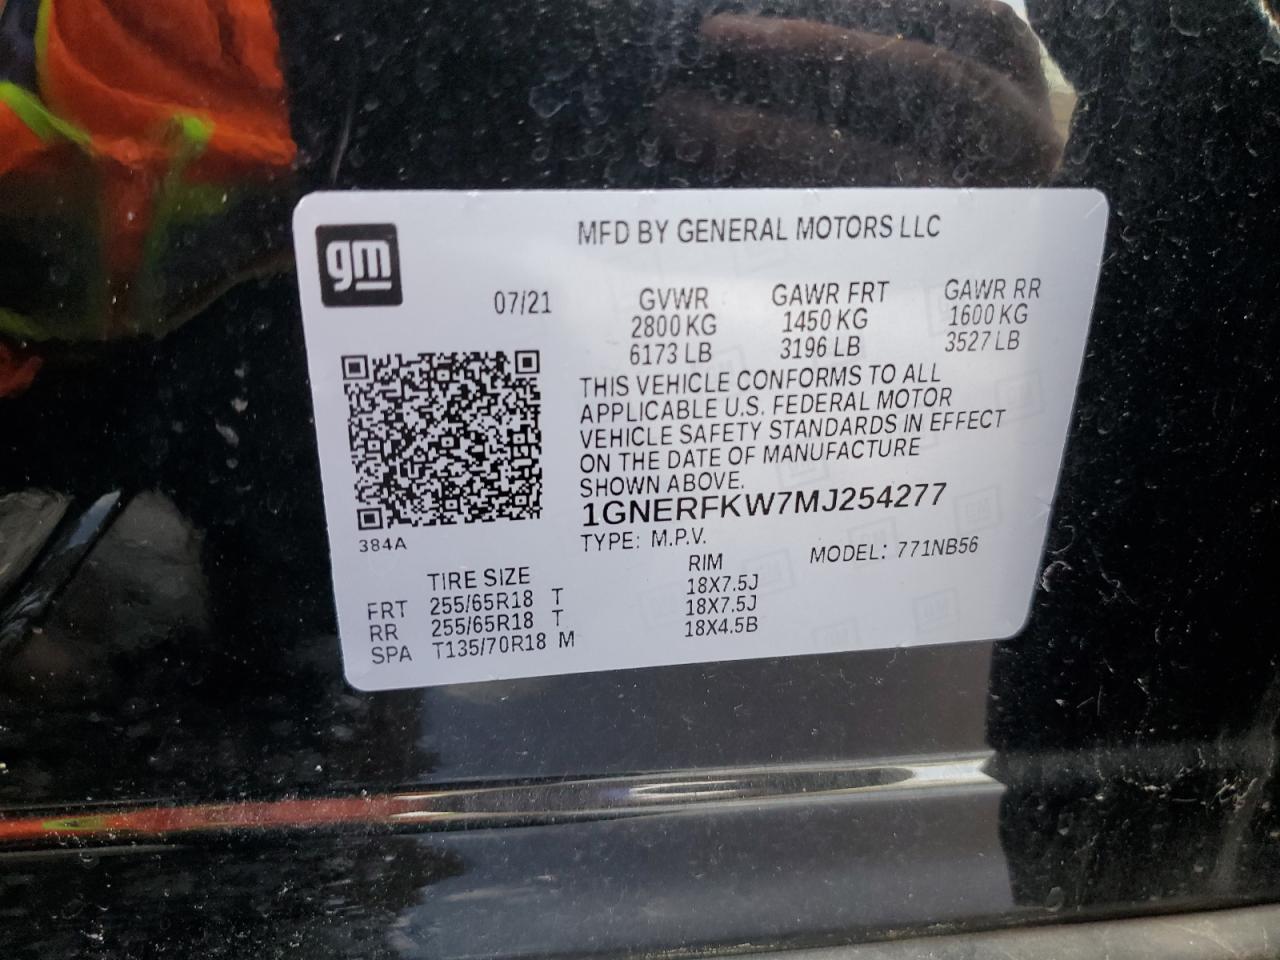 gm
MFD BY GENERAL MOTORS LLC
07/21
GVWR GAWR FRT GAWR RR
2800 KG 1450 KG 1600 KG
6173 LB 3196 LB 3527 LB
THIS VEHICLE CONFORMS TO ALL
APPLICABLE U.S. FEDERAL MOTOR
VEHICLE SAFETY STANDARDS IN EFFECT
ON THE DATE OF MANUFACTURE
SHOWN ABOVE.
1GNERFKW7MJ254277
384A
TYPE: M.P.V. MODEL: 771NB56
TIRE SIZE RIM
FRT 255/65R18 T 18X7.5J
RR 255/65R18 T 18X7.5J
SPA T135/70R18 M 18X4.5B